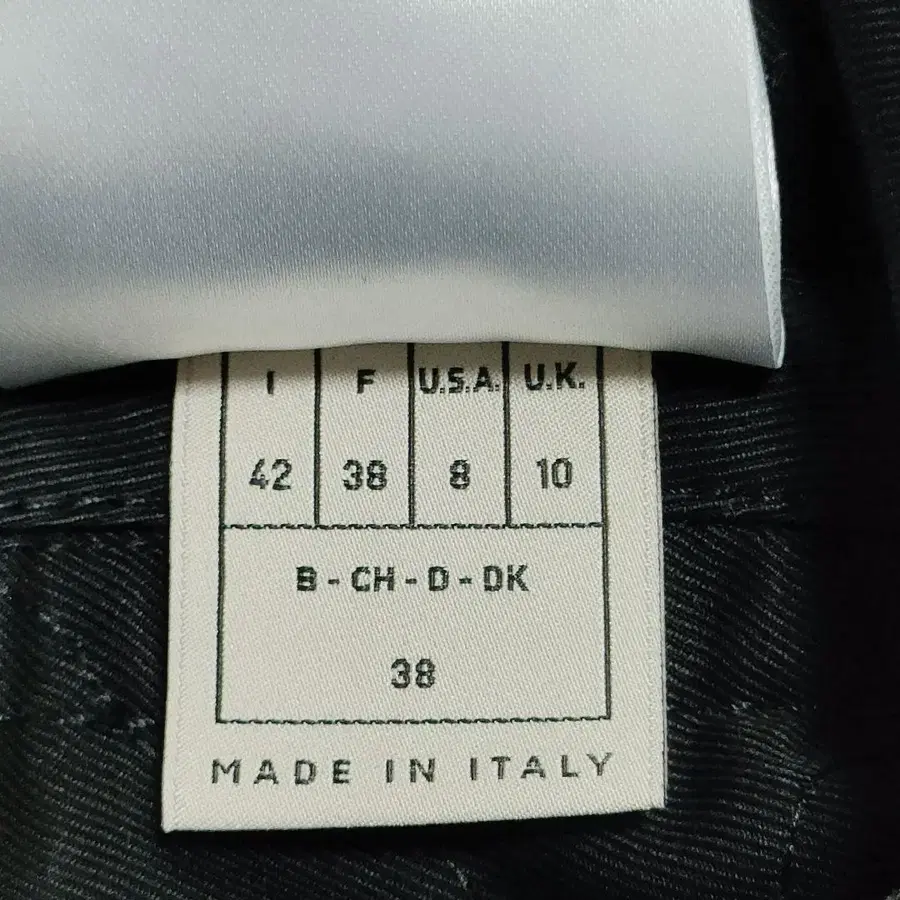 I F U.S.A. U.K.
42 38 8 10
B - CH - D - DK
38
MADE IN ITALY